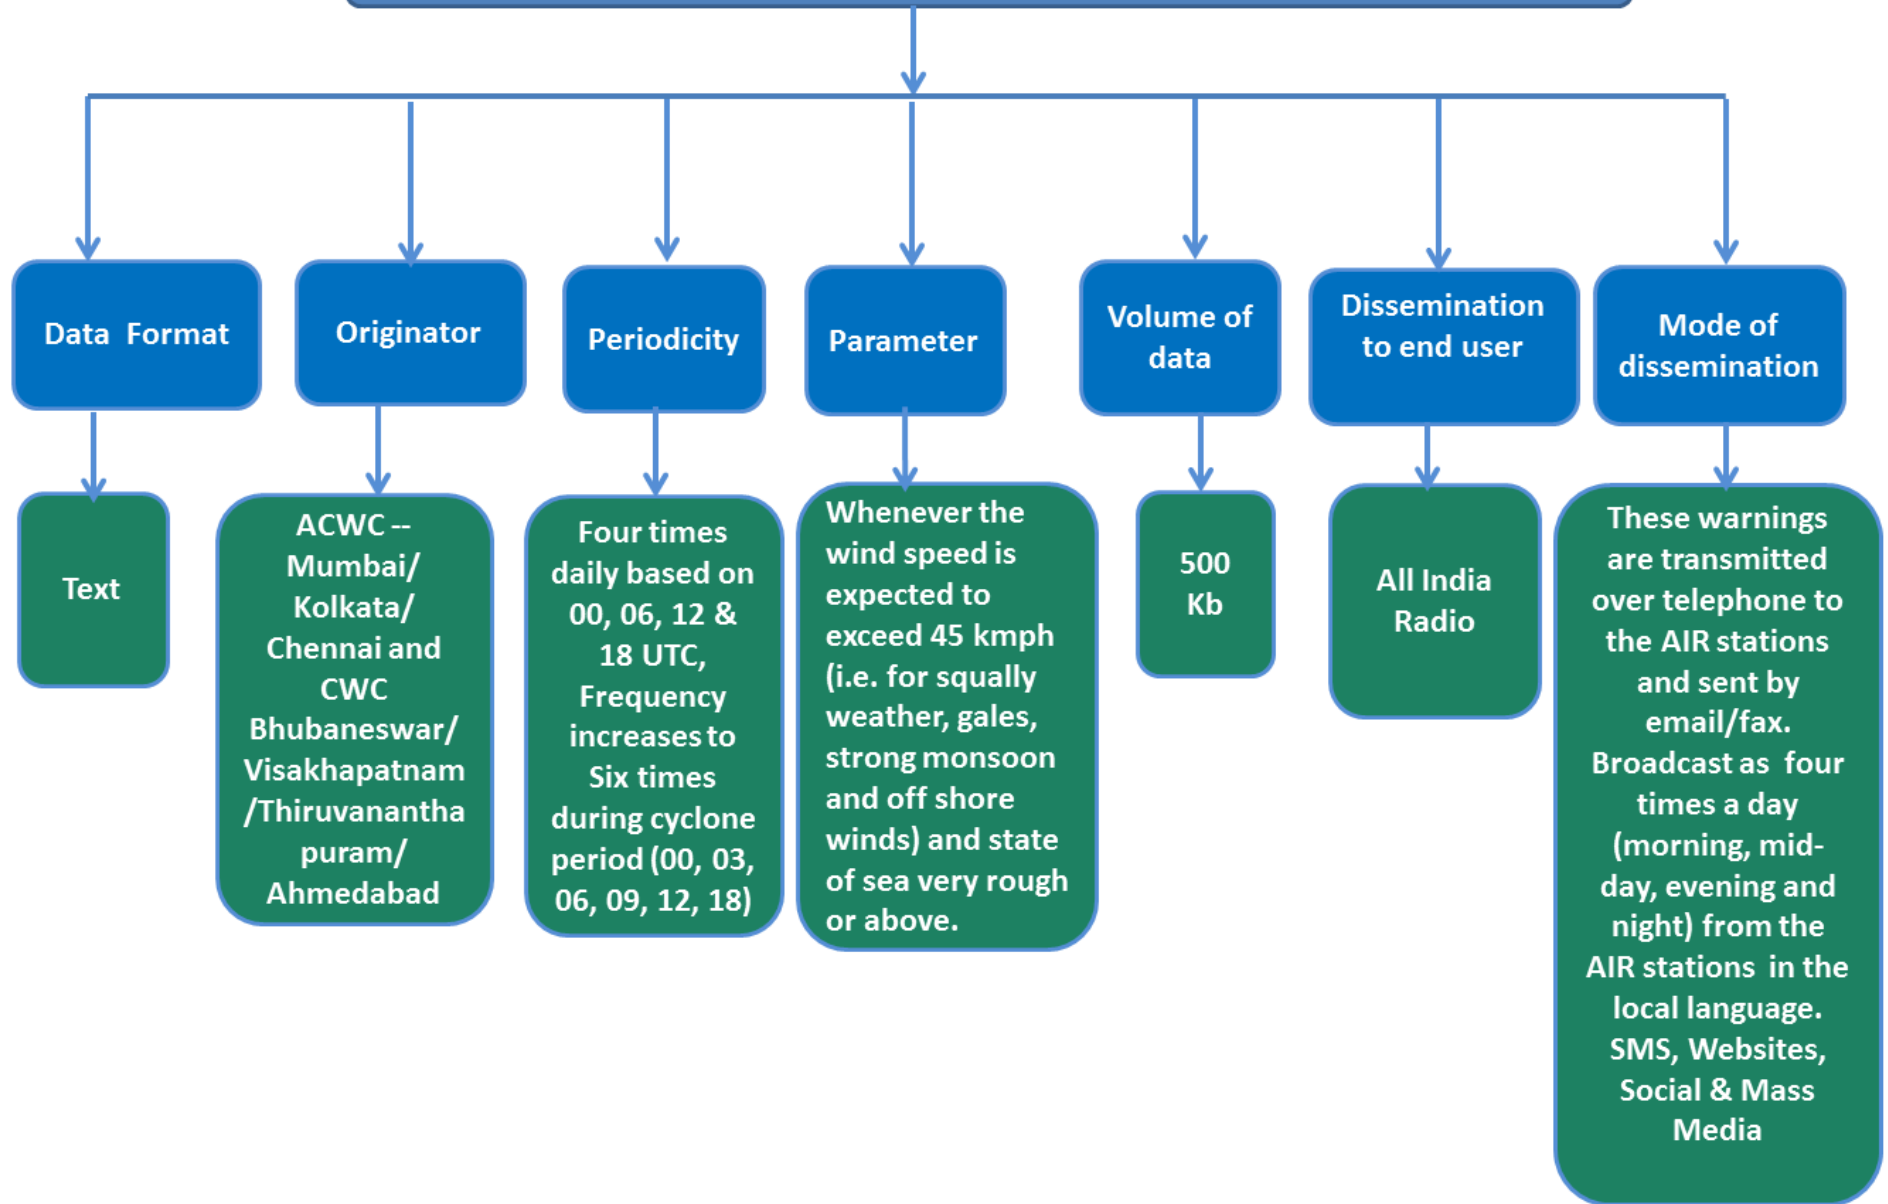 Data Format
Originator
Periodicity
Parameter
Volume of
data
Dissemination
to end user
Mode of
dissemination
Text
ACWC --
Mumbai/
Kolkata/
Chennai and
CWC
Bhubaneswar/
Visakhapatnam
/Thiruvanantha
puram/
Ahmedabad
Four times
daily based on
00, 06, 12 &
18 UTC,
Frequency
increases to
Six times
during cyclone
period (00, 03,
06, 09, 12, 18)
Whenever the
wind speed is
expected to
exceed 45 kmph
(i.e. for squally
weather, gales,
strong monsoon
and off shore
winds) and state
of sea very rough
or above.
500
Kb
All India
Radio
These warnings
are transmitted
over telephone to
the AIR stations
and sent by
email/fax.
Broadcast as four
times a day
(morning, mid-
day, evening and
night) from the
AIR stations in the
local language.
SMS, Websites,
Social & Mass
Media